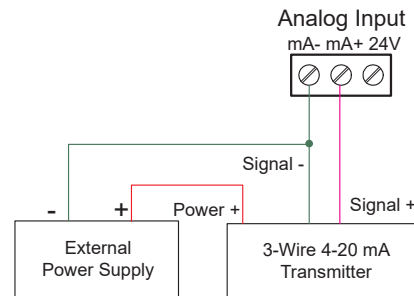 Analog Input
mA- mA+ 24V
Signal -
- + Power + Signal +
External
Power Supply
3-Wire 4-20 mA
Transmitter